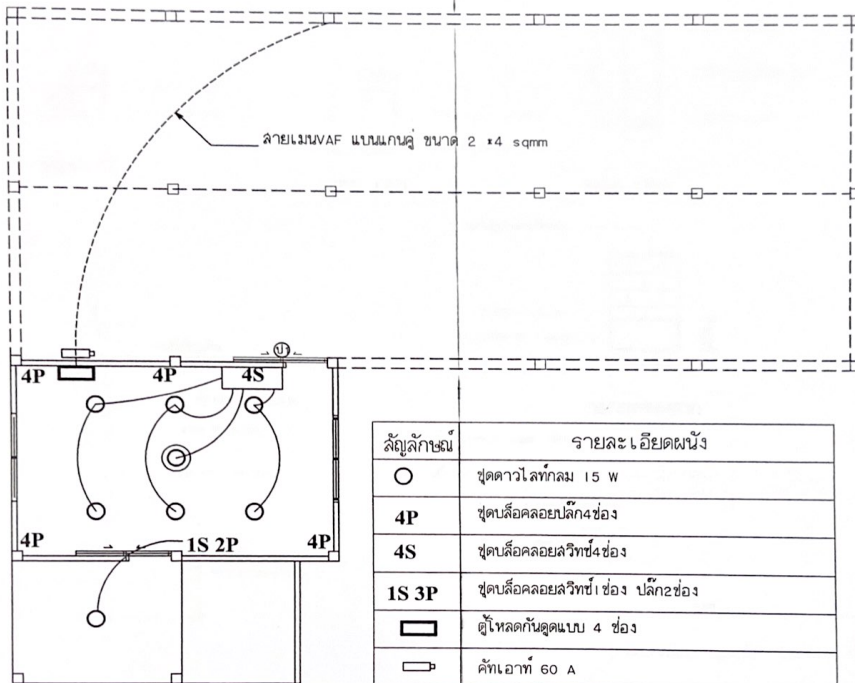 ลายเมนVAF แบนแกนคู่ ขนาด 2 *4 sqmm
ป1
4P 4P 4S
4P 1S 2P 4P
ลัญลักษณ์ รายละเอียดผนัง
ชุดดาวไลท์กลม 15 W
4P ชุดบล็อคลอยปลั๊ก4ช่อง
4S ชุดบล็อคลอยสวิทช์4ช่อง
1S 3P ชุดบล็อคลอยสวิทช์1ช่อง ปลั๊ก2ช่อง
ตู้โหลดกันดูดแบบ 4 ช่อง
คัทเอาท์ 60 A